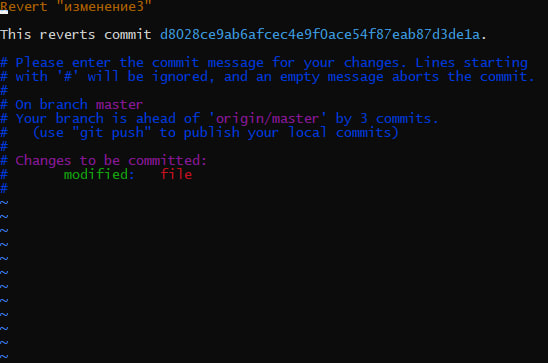 Revert "изменение3"
This reverts commit d8028ce9ab6afcec4e9f0ace54f87eab87d3de1a.
# Please enter the commit message for your changes. Lines starting
# with '#' will be ignored, and an empty message aborts the commit.
#
# On branch master
# Your branch is ahead of 'origin/master' by 3 commits.
#   (use "git push" to publish your local commits)
#
# Changes to be committed:
#       modified:   file
#
~
~
~
~
~
~
~
~
~
~
~
~